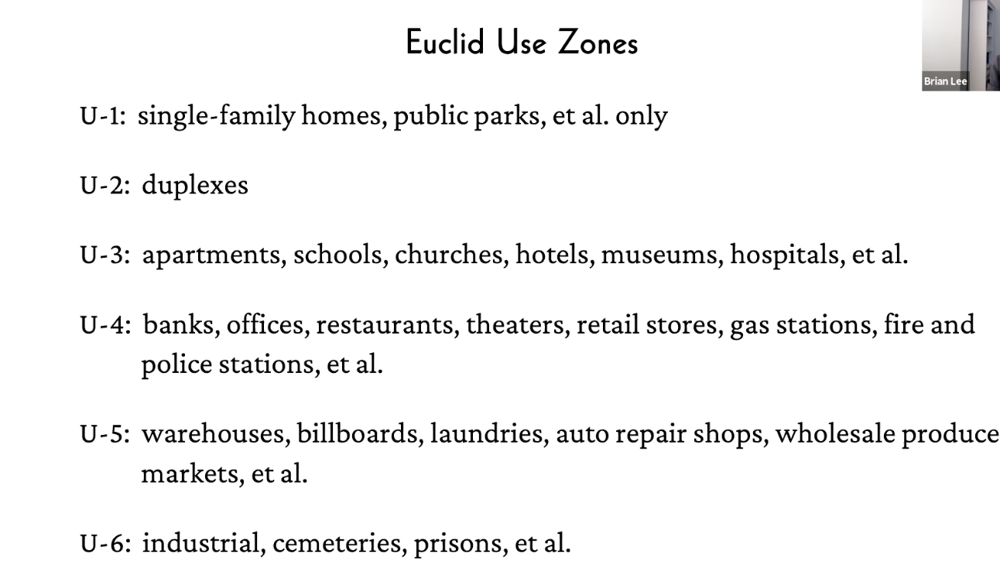 Euclid Use Zones
Brian Lee
U-1: single-family homes, public parks, et al. only
U-2: duplexes
U-3: apartments, schools, churches, hotels, museums, hospitals, et al.
U-4: banks, offices, restaurants, theaters, retail stores, gas stations, fire and
police stations, et al.
U-5: warehouses, billboards, laundries, auto repair shops, wholesale produce
markets, et al.
U-6: industrial, cemeteries, prisons, et al.